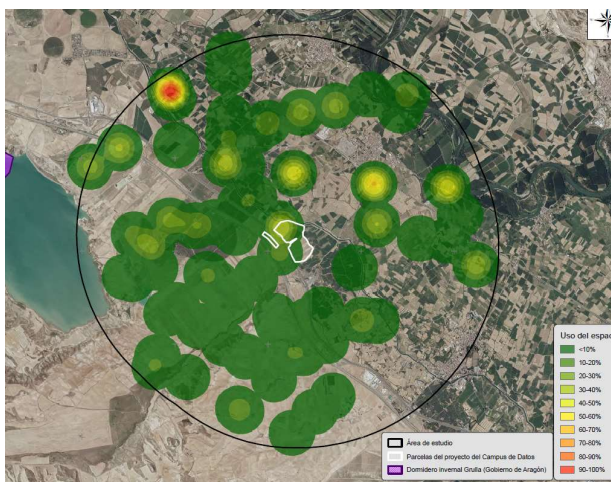 Uso del espac
<10%
10-20%
20-30%
30-40%
40-50%
50-60%
60-70%
70-80%
80-90%
90-100%
Área de estudio
Parcelas del proyecto del Campus de Datos
Dormidero invernal Grulla (Gobierno de Aragón)